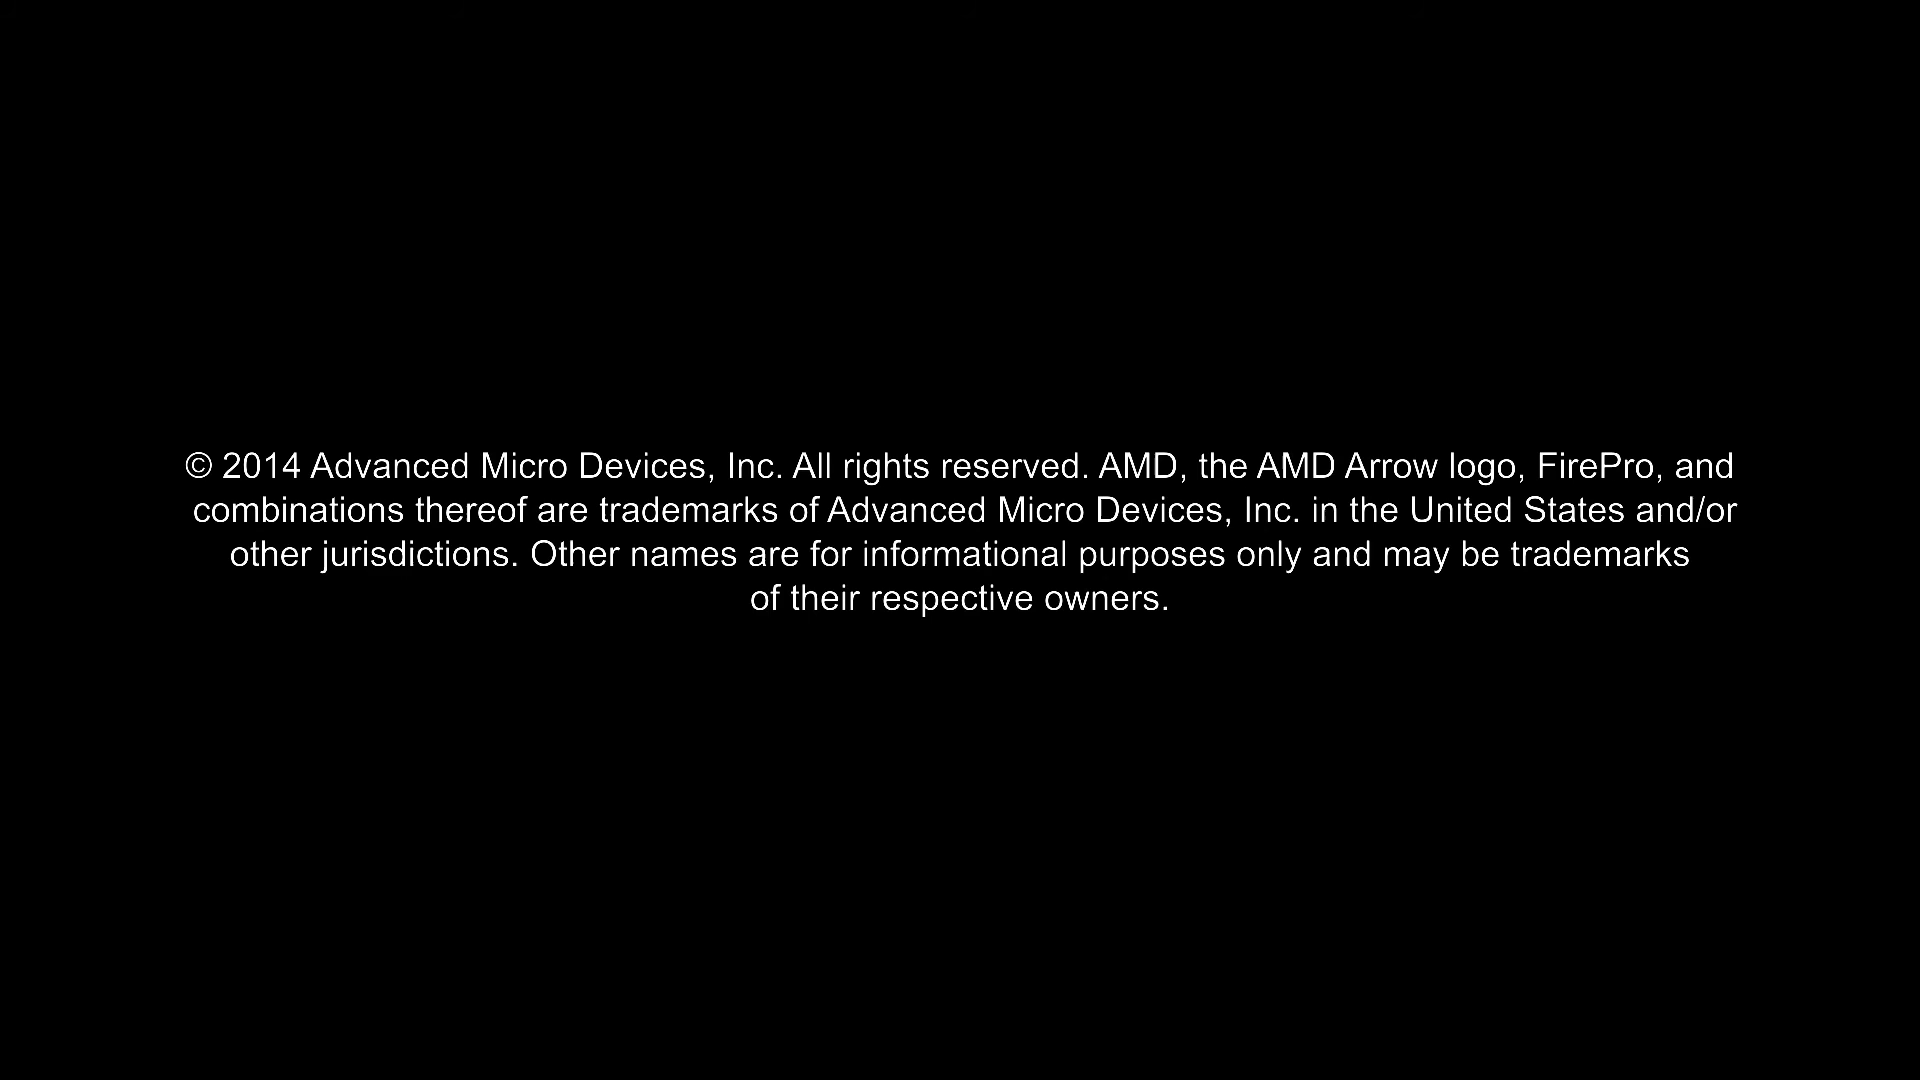 © 2014 Advanced Micro Devices, Inc. All rights reserved. AMD, the AMD Arrow logo, FirePro, and
combinations thereof are trademarks of Advanced Micro Devices, Inc. in the United States and/or
other jurisdictions. Other names are for informational purposes only and may be trademarks
of their respective owners.